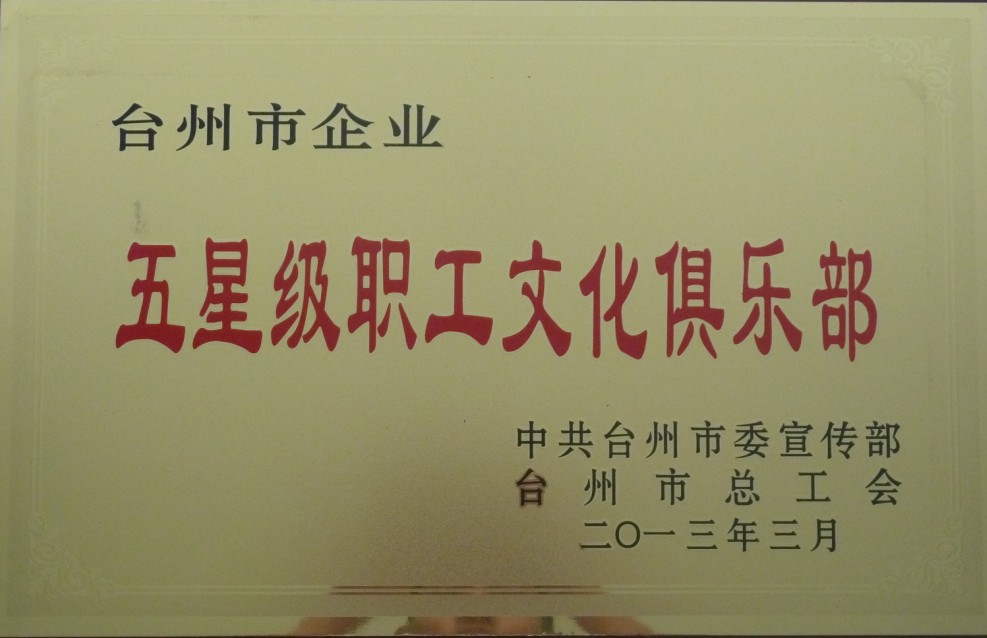 台州市企业
五星级职工文化俱乐部
中共台州市委宣传部
台州市总工会
二〇一三年三月